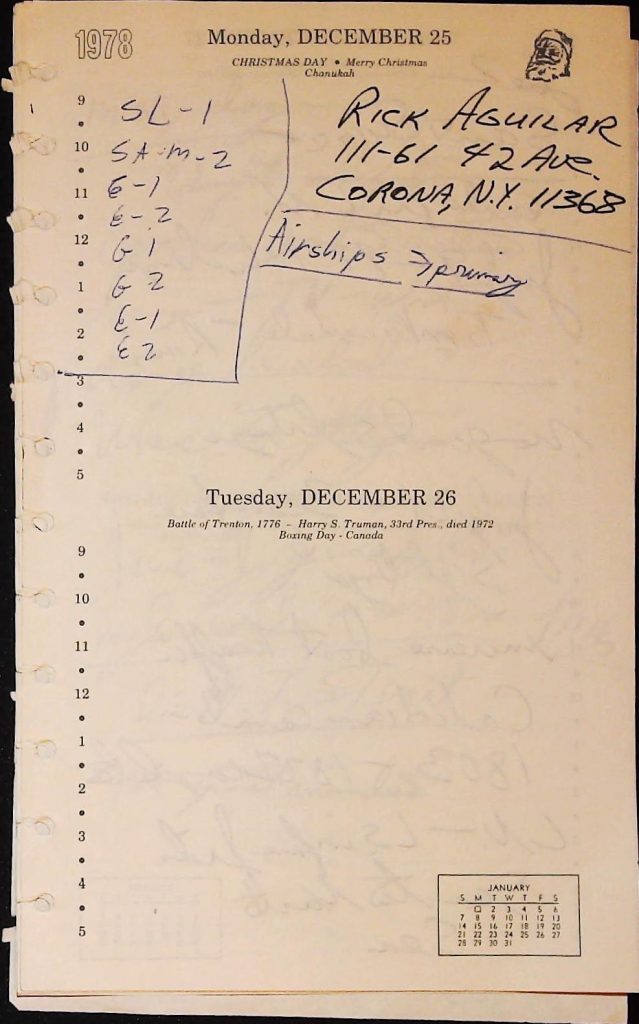 1978
Monday, DECEMBER 25
CHRISTMAS DAY • Merry Christmas
Chanukah
RICK AGUILAR
111-61 42 AVE.
CORONA, N.Y. 11368
Airships → primary
9 SL-1
10 SA-M-2
11 E-1
E-2
12 G 1
1 G 2
E-1
2 E 2
3
4
5
Tuesday, DECEMBER 26
Battle of Trenton, 1776 – Harry S. Truman, 33rd Pres., died 1972
Boxing Day - Canada
9
10
11
12
1
2
3
4
5
JANUARY
S M T W T F S
1 2 3 4 5 6
7 8 9 10 11 12 13
14 15 16 17 18 19 20
21 22 23 24 25 26 27
28 29 30 31